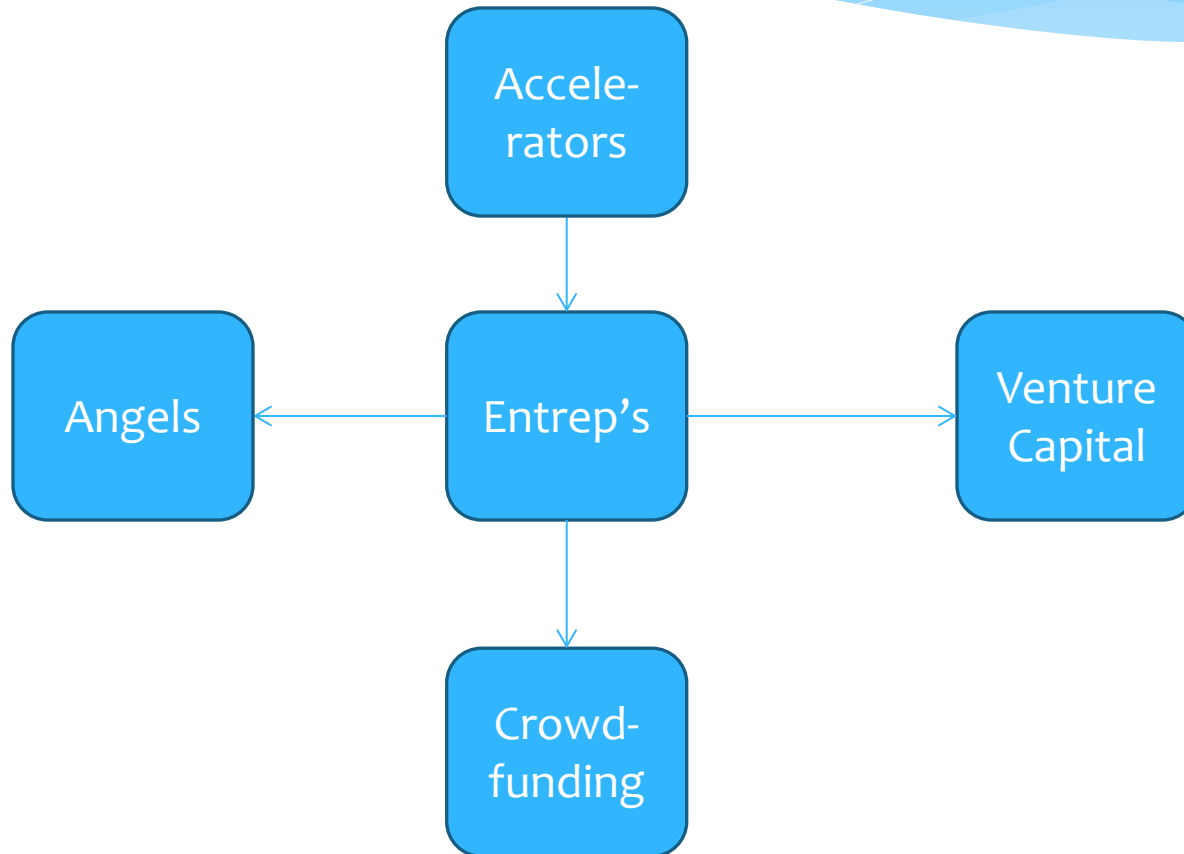 Accele-
rators
Angels
Entrep’s
Venture
Capital
Crowd-
funding